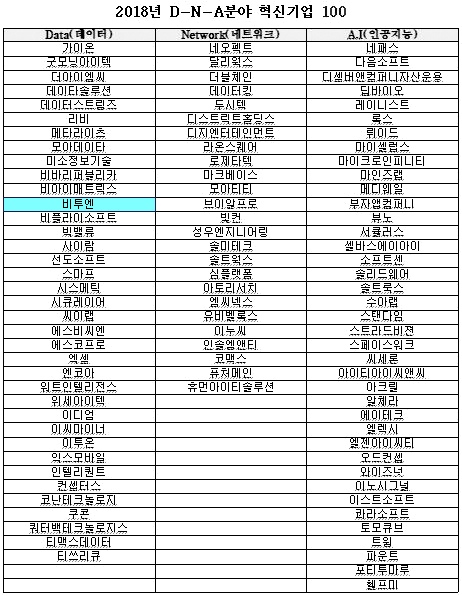 2018년 D-N-A분야 혁신기업 100
Data(데이터) Network(네트워크) A.I(인공지능)
가이온 네오펙트 네패스
굿모닝아이텍 달리웍스 다음소프트
더아이엠씨 더블체인 디셈버앤컴퍼니자산운용
데이타솔루션 데이터킹 딥바이오
데이터스트림즈 두시텍 레이니스트
리비 디스트릭트홀딩스 룩스
메타라이츠 디지엔터테인먼트 뤼이드
모아데이타 라온스퀘어 마이셀럽스
미소정보기술 로제타텍 마이크로인피니티
비바리퍼블리카 마크베이스 마인즈랩
비아이매트릭스 모아티티 메디웨일
비투엔 브이알프로 부자앱컴퍼니
비플라이소프트 빗컨 뷰노
빅밸류 성우엔지니어링 서큘러스
사이람 솔미테크 셀바스에이아이
선도소프트 솔트웍스 소프트센
스마프 심플랫폼 솔리드웨어
시스메틱 아토리서치 솔트룩스
시큐레이어 엠씨넥스 수아랩
씨이랩 유비벨록스 스탠다임
에스비씨엔 이누씨 스트라드비젼
에스코프로 인솔엠앤티 스페이스워크
엑셈 코맥스 씨세론
엔코아 퓨처메인 아이티아이씨앤씨
워트인텔리전스 휴먼아이티솔루션 아크릴
위세아이텍 알체라
이디엄 에이테크
이씨마이너 엘렉시
이투온 엘젠아이씨티
익스모바일 오드컨셉
인텔리퀀트 와이즈넛
컨셉터스 이노시그널
코난테크놀로지 이스트소프트
쿠콘 콰라소프트
쿼터백테크놀로지스 토모큐브
티맥스데이터 트윔
티쓰리큐 파운트
포티투마루
헬프미